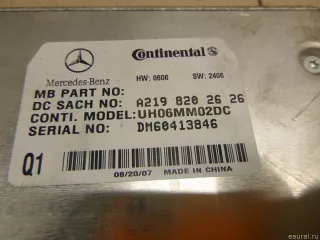 Continental
Mercedes-Benz
HW: 0606 SW: 2406
MB PART NO:
DC SACH NO: A219 820 26 26
CONTI. MODEL:UH06MM02DC
SERIAL NO: DM60413846
Q1
08/20/07 MADE IN CHINA
eaural.ru